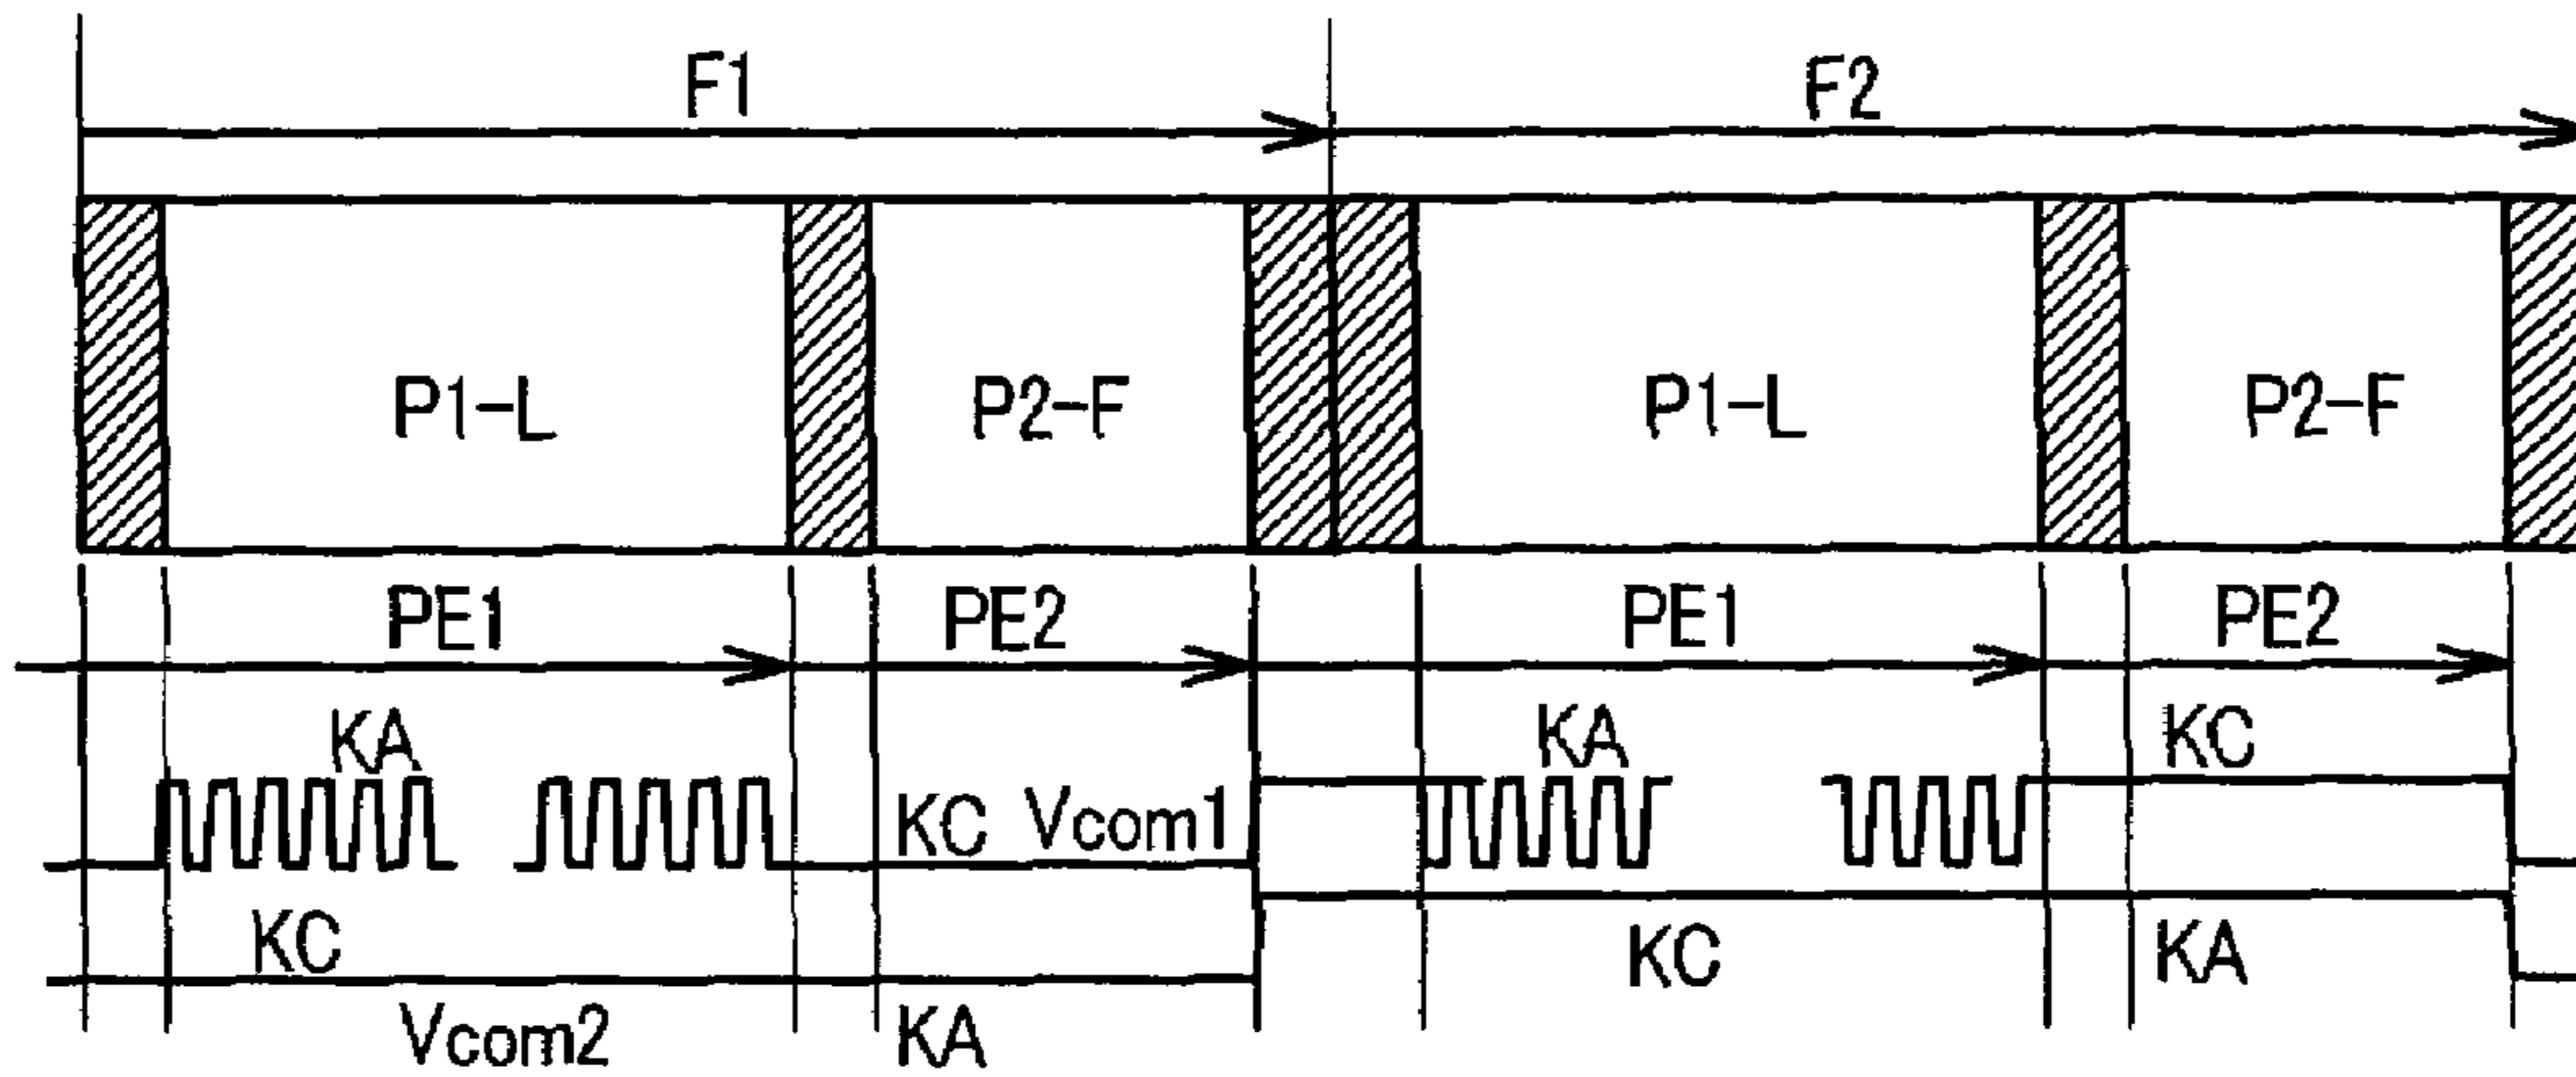 F1 F2
P1-L P2-F P1-L P2-F
PE1 PE2 PE1 PE2
KA KA KC
KC Vcom1
KC KC KA
Vcom2 KA